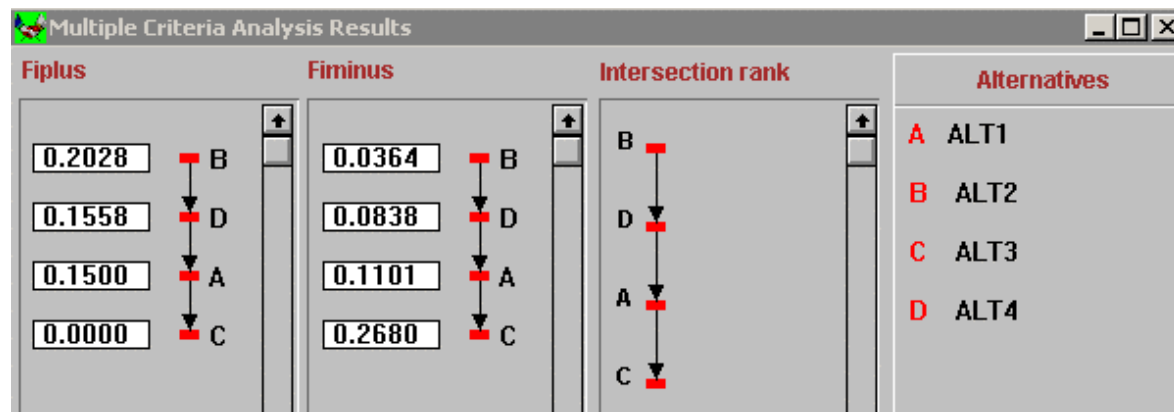 Multiple Criteria Analysis Results
Fiplus
0.2028 B
0.1558 D
0.1500 A
0.0000 C
Fiminus
0.0364 B
0.0838 D
0.1101 A
0.2680 C
Intersection rank
B
D
A
C
Alternatives
A ALT1
B ALT2
C ALT3
D ALT4